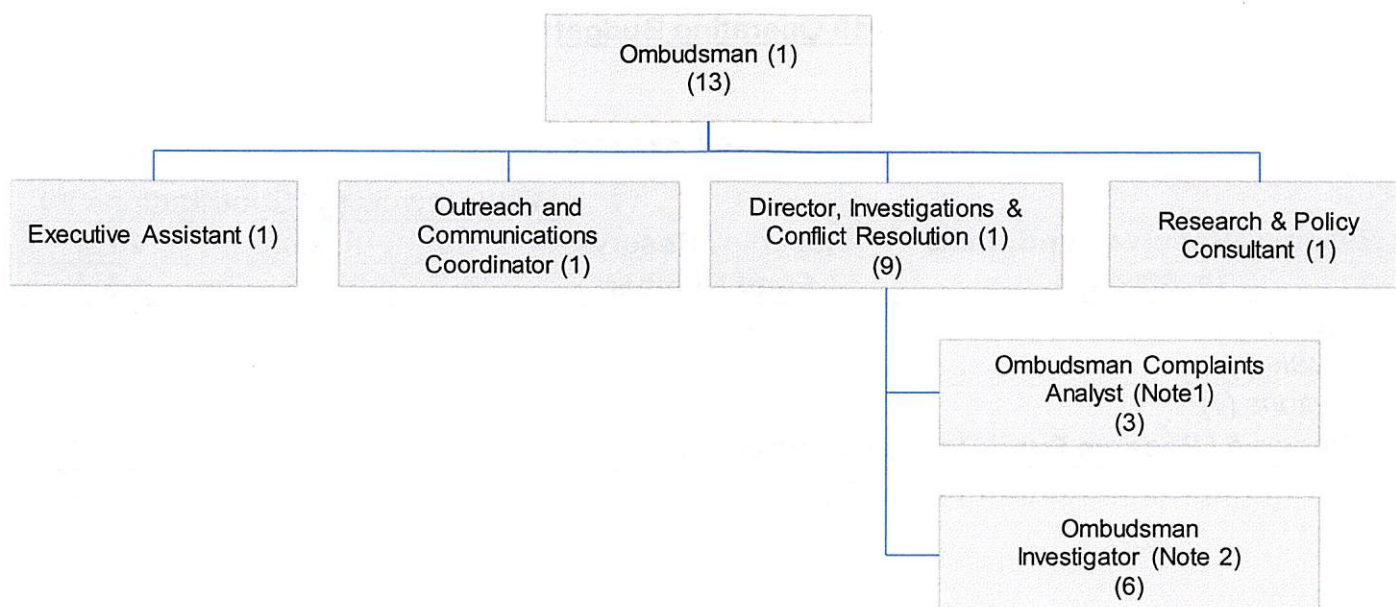 Ombudsman (1)
(13)
Executive Assistant (1)
Outreach and
Communications
Coordinator (1)
Director, Investigations &
Conflict Resolution (1)
(9)
Research & Policy
Consultant (1)
Ombudsman Complaints
Analyst (Note1)
(3)
Ombudsman
Investigator (Note 2)
(6)